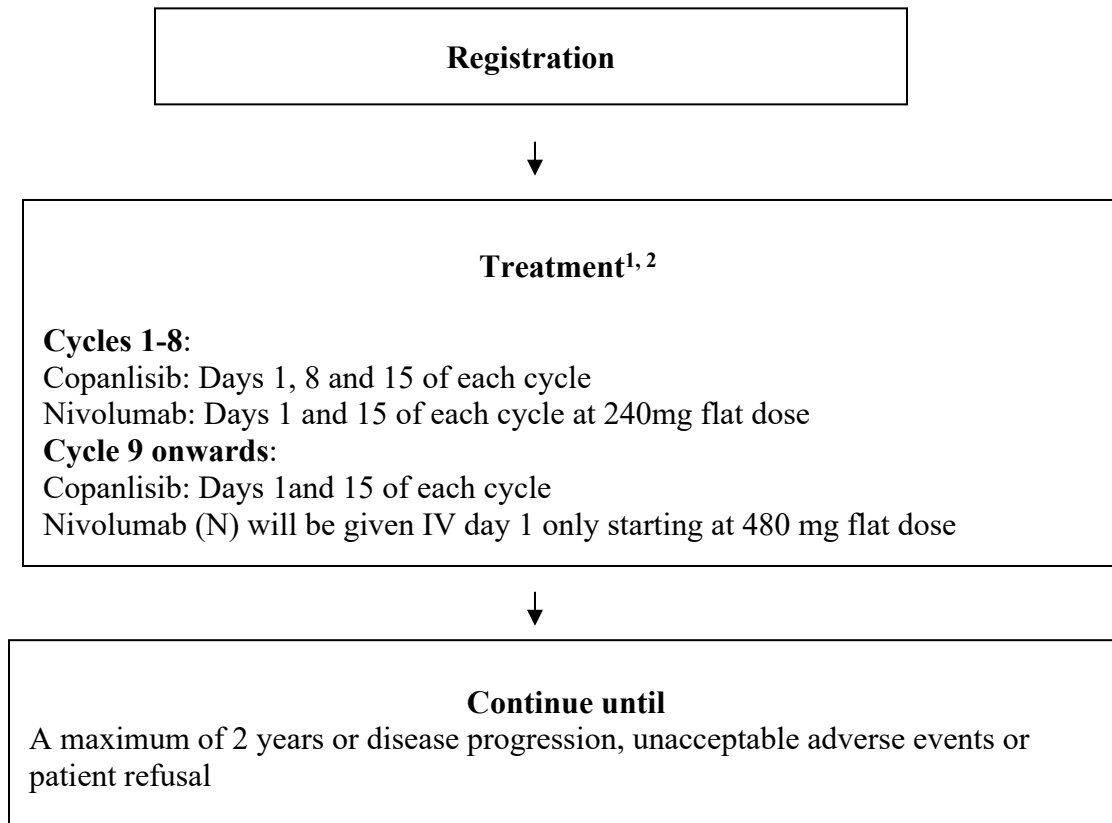 Registration
Treatment1, 2
Cycles 1-8:
Copanlisib: Days 1, 8 and 15 of each cycle
Nivolumab: Days 1 and 15 of each cycle at 240mg flat dose
Cycle 9 onwards:
Copanlisib: Days 1and 15 of each cycle
Nivolumab (N) will be given IV day 1 only starting at 480 mg flat dose
Continue until
A maximum of 2 years or disease progression, unacceptable adverse events or
patient refusal